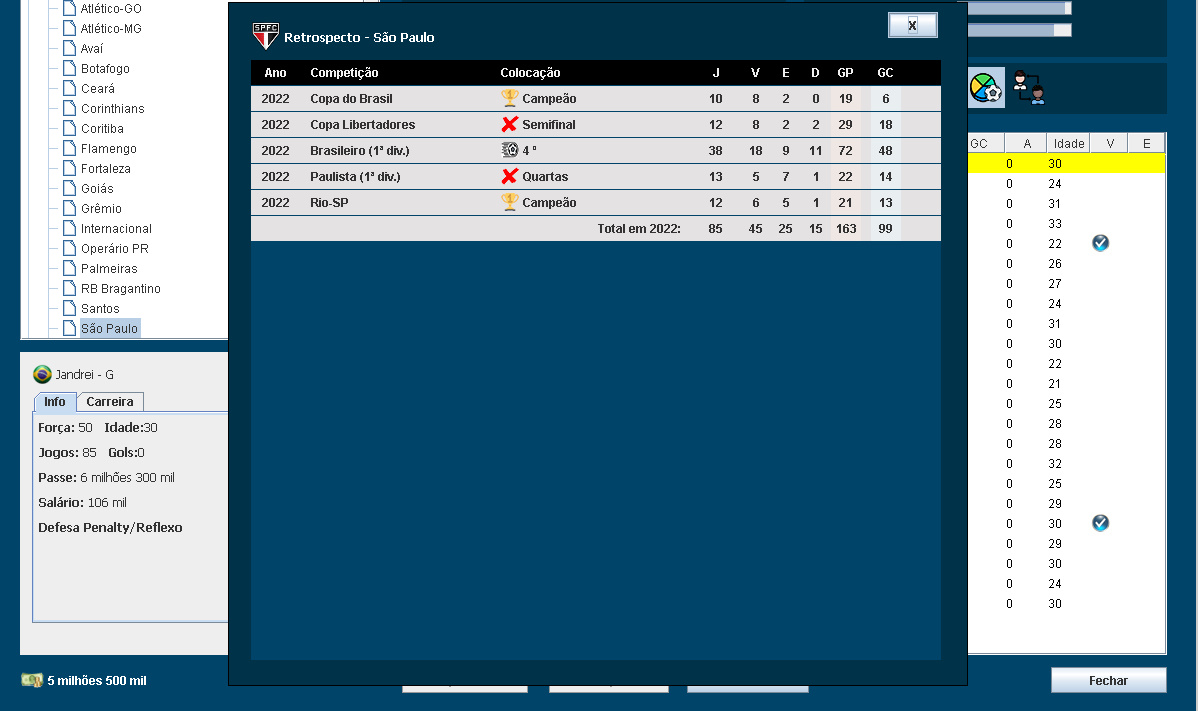 Atlético-GO
Atlético-MG
Avaí
Botafogo
Ceará
Corinthians
Coritiba
Flamengo
Fortaleza
Goiás
Grêmio
Internacional
Operário PR
Palmeiras
RB Bragantino
Santos
São Paulo
Jandrei - G
Info Carreira
Força: 50 Idade:30
Jogos: 85 Gols:0
Passe: 6 milhões 300 mil
Salário: 106 mil
Defesa Penalty/Reflexo
5 milhões 500 mil
SPFC
Retrospecto - São Paulo
X
Ano Competição Colocação J V E D GP GC
2022 Copa do Brasil Campeão 10 8 2 0 19 6
2022 Copa Libertadores Semifinal 12 8 2 2 29 18
2022 Brasileiro (1ª div.) 4 º 38 18 9 11 72 48
2022 Paulista (1ª div.) Quartas 13 5 7 1 22 14
2022 Rio-SP Campeão 12 6 5 1 21 13
Total em 2022: 85 45 25 15 163 99
GC A Idade V E
0 30
0 24
0 31
0 33
0 22
0 26
0 27
0 24
0 31
0 30
0 22
0 21
0 25
0 28
0 28
0 32
0 25
0 29
0 30
0 29
0 30
0 24
0 30
Fechar